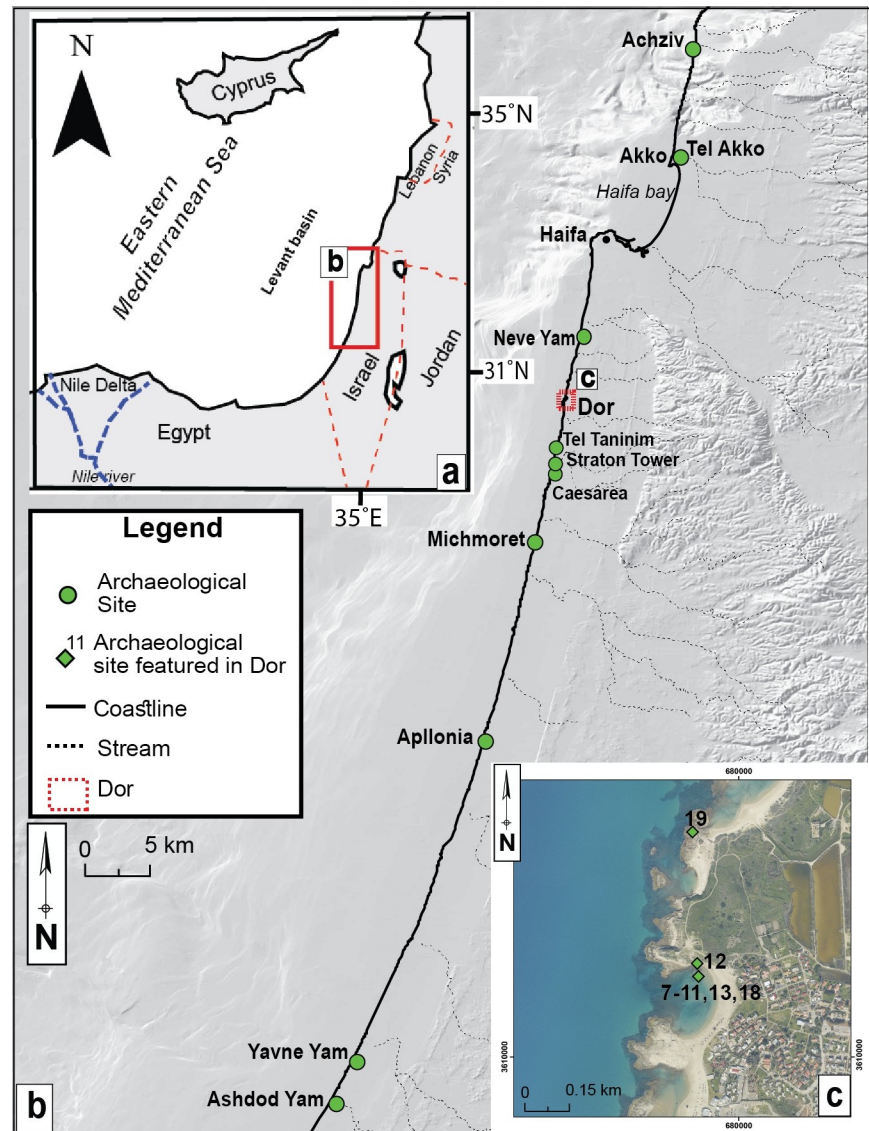 N
Cyprus
Eastern
Mediterranean Sea
Levant basin
Lebanon
Syria
35°N
b
Israel
Jordan
31°N
Nile Delta
Egypt
Nile river
a
35°E
Achziv
Akko
Tel Akko
Haifa bay
Haifa
Neve Yam
c
Dor
Tel Taninim
Straton Tower
Caesarea
Michmoret
Apllonia
Yavne Yam
Ashdod Yam
Legend
Archaeological
Site
11 Archaeological
site featured in Dor
Coastline
Stream
Dor
N
0 5 km
N
b
680000
N
19
12
7-11,13,18
3610000
3610000
0 0.15 km
c
680000